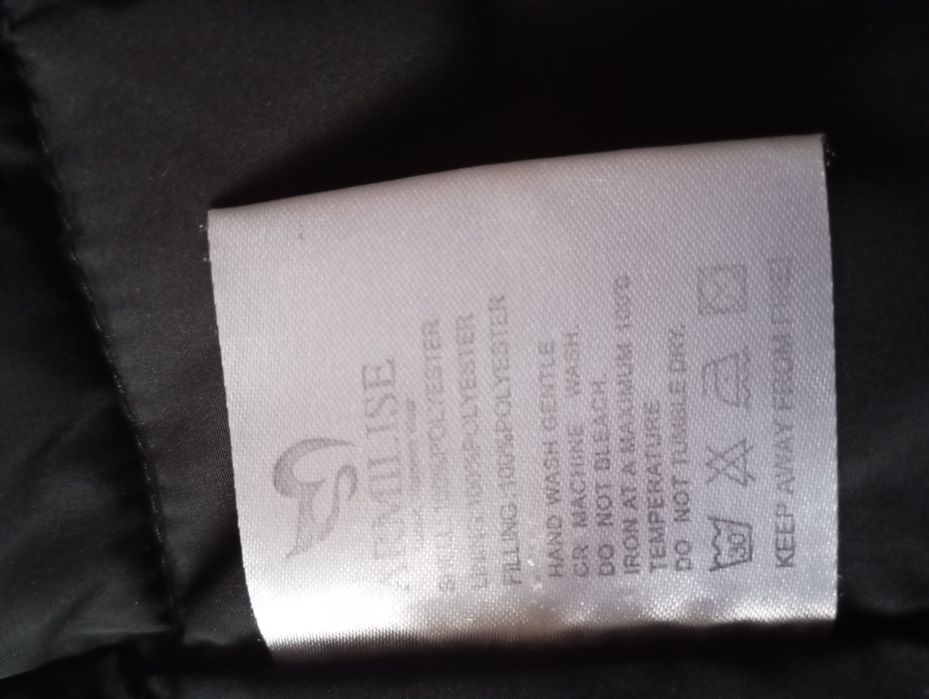 ARMILISE
SHELL:100%POLYESTER
LINING:100%POLYESTER
FILLING:100%POLYESTER
HAND WASH GENTLE
OR MACHINE WASH.
DO NOT BLEACH.
IRON AT A MAXIMUM 100°C
TEMPERATURE
DO NOT TUMBLE DRY.
30
KEEP AWAY FROM FIRE!